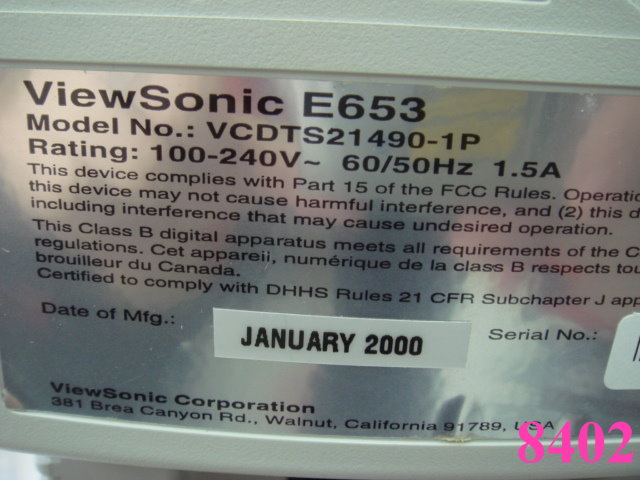 ViewSonic E653
Model No.: VCDTS21490-1P
Rating: 100-240V~ 60/50Hz 1.5A
This device complies with Part 15 of the FCC Rules. Operatio
this device may not cause harmful interference, and (2) this d
including interference that may cause undesired operation.
This Class B digital apparatus meets all requirements of the C
regulations. Cet appareil, numérique de la class B respects tou
brouilleur du Canada.
Certified to comply with DHHS Rules 21 CFR Subchapter J app
Date of Mfg.:
JANUARY 2000
Serial No.:
ViewSonic Corporation
381 Brea Canyon Rd., Walnut, California 91789, USA
8402